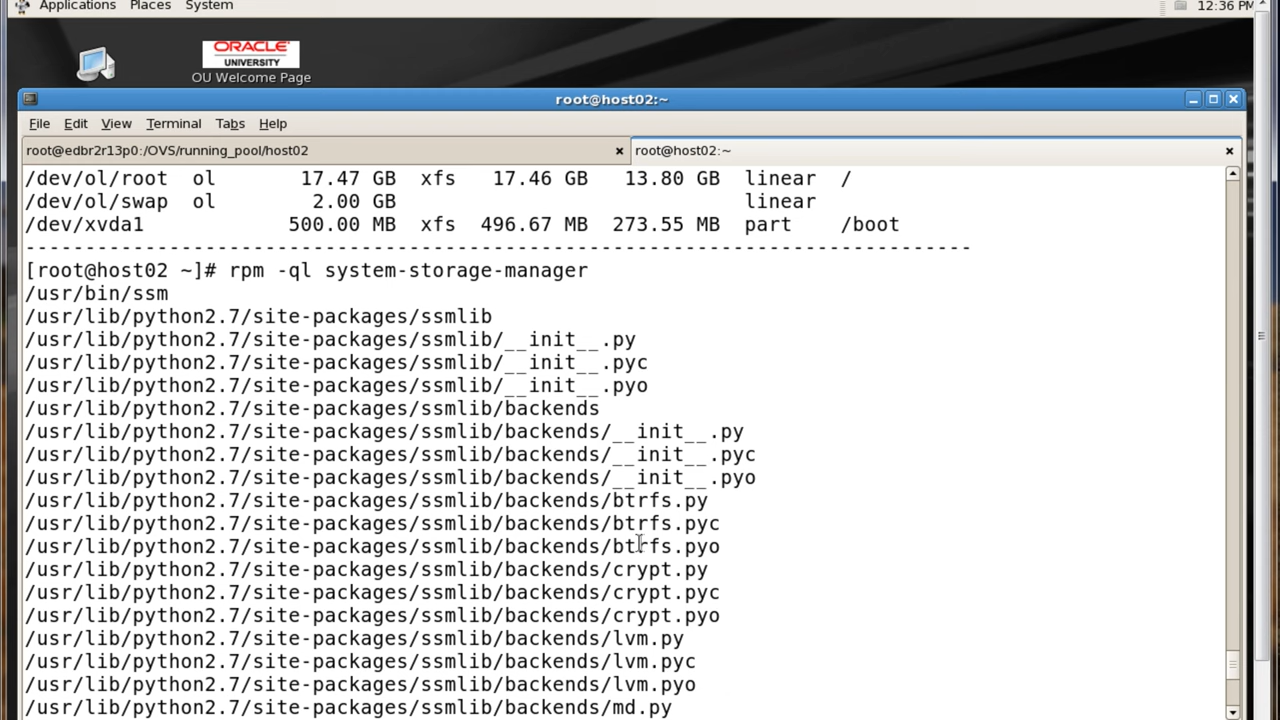 Applications Places System 12:36 PM
ORACLE
UNIVERSITY
OU Welcome Page
root@host02:~
File Edit View Terminal Tabs Help
root@edbr2r13p0:/OVS/running_pool/host02 root@host02:~
/dev/ol/root ol 17.47 GB xfs 17.46 GB 13.80 GB linear /
/dev/ol/swap ol 2.00 GB linear
/dev/xvda1 500.00 MB xfs 496.67 MB 273.55 MB part /boot
-------------------------------------------------------------------------------
[root@host02 ~]# rpm -ql system-storage-manager
/usr/bin/ssm
/usr/lib/python2.7/site-packages/ssmlib
/usr/lib/python2.7/site-packages/ssmlib/__init__.py
/usr/lib/python2.7/site-packages/ssmlib/__init__.pyc
/usr/lib/python2.7/site-packages/ssmlib/__init__.pyo
/usr/lib/python2.7/site-packages/ssmlib/backends
/usr/lib/python2.7/site-packages/ssmlib/backends/__init__.py
/usr/lib/python2.7/site-packages/ssmlib/backends/__init__.pyc
/usr/lib/python2.7/site-packages/ssmlib/backends/__init__.pyo
/usr/lib/python2.7/site-packages/ssmlib/backends/btrfs.py
/usr/lib/python2.7/site-packages/ssmlib/backends/btrfs.pyc
/usr/lib/python2.7/site-packages/ssmlib/backends/btrfs.pyo
/usr/lib/python2.7/site-packages/ssmlib/backends/crypt.py
/usr/lib/python2.7/site-packages/ssmlib/backends/crypt.pyc
/usr/lib/python2.7/site-packages/ssmlib/backends/crypt.pyo
/usr/lib/python2.7/site-packages/ssmlib/backends/lvm.py
/usr/lib/python2.7/site-packages/ssmlib/backends/lvm.pyc
/usr/lib/python2.7/site-packages/ssmlib/backends/lvm.pyo
/usr/lib/python2.7/site-packages/ssmlib/backends/md.py